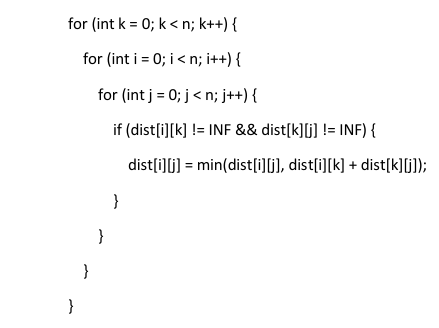 for (int k = 0; k < n; k++) {
for (int i = 0; i < n; i++) {
for (int j = 0; j < n; j++) {
if (dist[i][k] != INF && dist[k][j] != INF) {
dist[i][j] = min(dist[i][j], dist[i][k] + dist[k][j]);
}
}
}
}